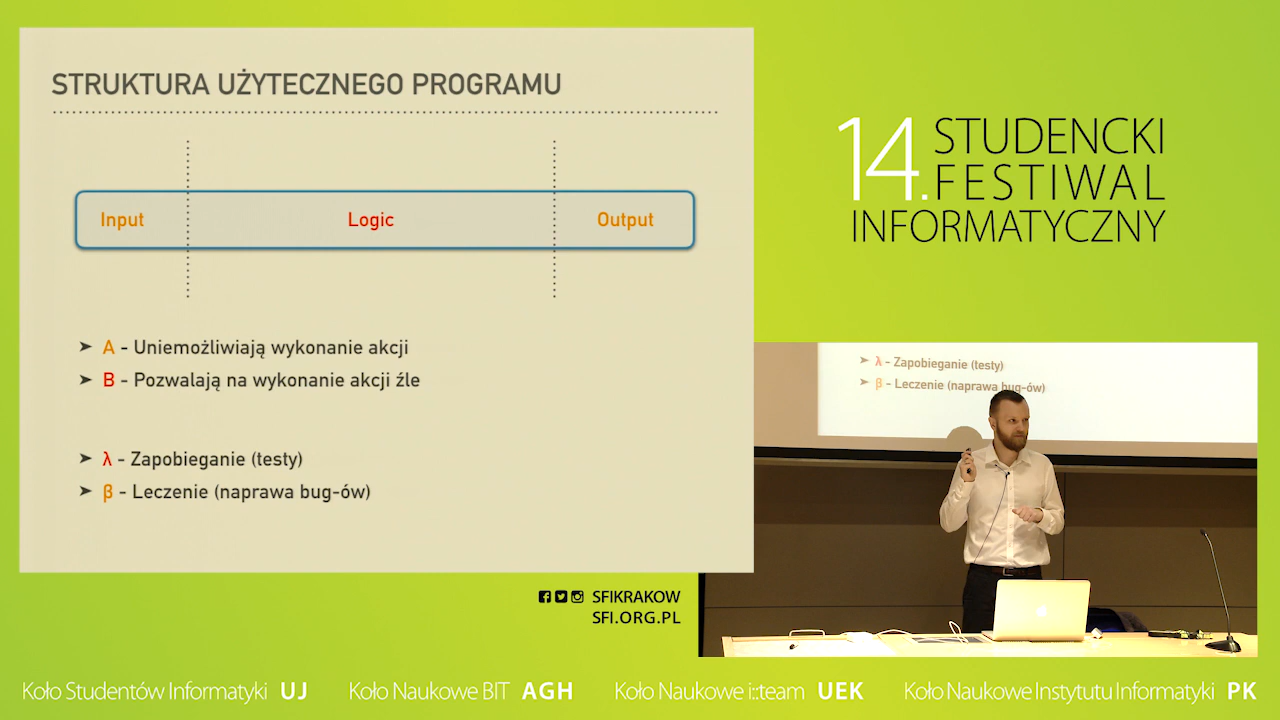 STRUKTURA UŻYTECZNEGO PROGRAMU
Input
Logic
Output
➤ A - Uniemożliwiają wykonanie akcji
➤ B - Pozwalają na wykonanie akcji źle
➤ λ - Zapobieganie (testy)
➤ β - Leczenie (naprawa bug-ów)
14. STUDENCKI
FESTIWAL
INFORMATYCZNY
➤ λ - Zapobieganie (testy)
➤ β - Leczenie (naprawa bug-ów)
SFIKRAKOW
SFI.ORG.PL
Koło Studentów Informatyki UJ
Koło Naukowe BIT AGH
Koło Naukowe i::team UEK
Koło Naukowe Instytutu Informatyki PK